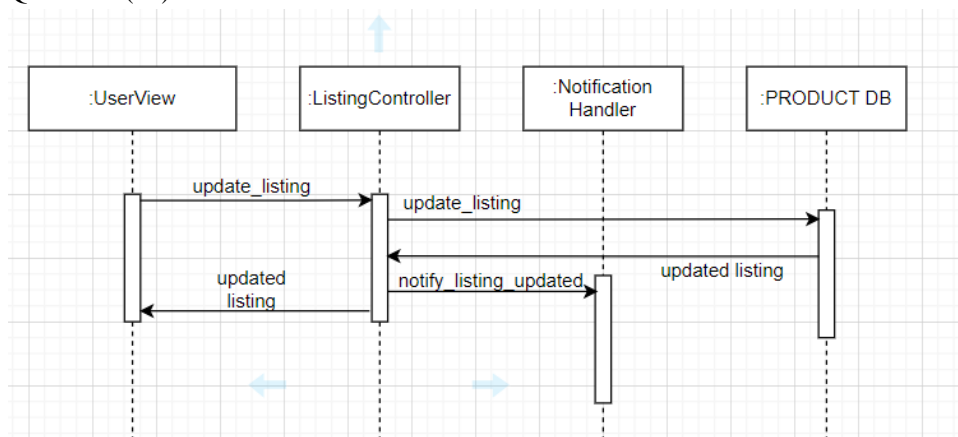 :UserView
:ListingController
:Notification
Handler
:PRODUCT DB
update_listing
update_listing
updated listing
notify_listing_updated
updated
listing